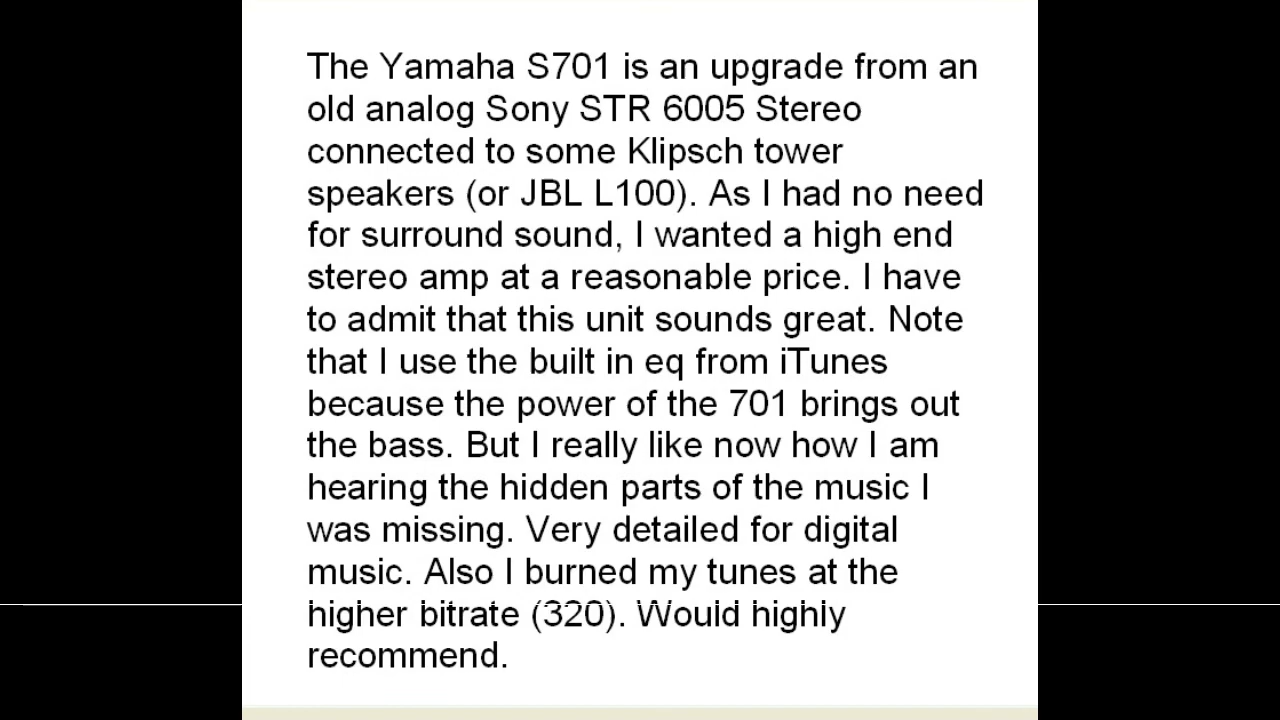 The Yamaha S701 is an upgrade from an
old analog Sony STR 6005 Stereo
connected to some Klipsch tower
speakers (or JBL L100). As I had no need
for surround sound, I wanted a high end
stereo amp at a reasonable price. I have
to admit that this unit sounds great. Note
that I use the built in eq from iTunes
because the power of the 701 brings out
the bass. But I really like now how I am
hearing the hidden parts of the music I
was missing. Very detailed for digital
music. Also I burned my tunes at the
higher bitrate (320). Would highly
recommend.